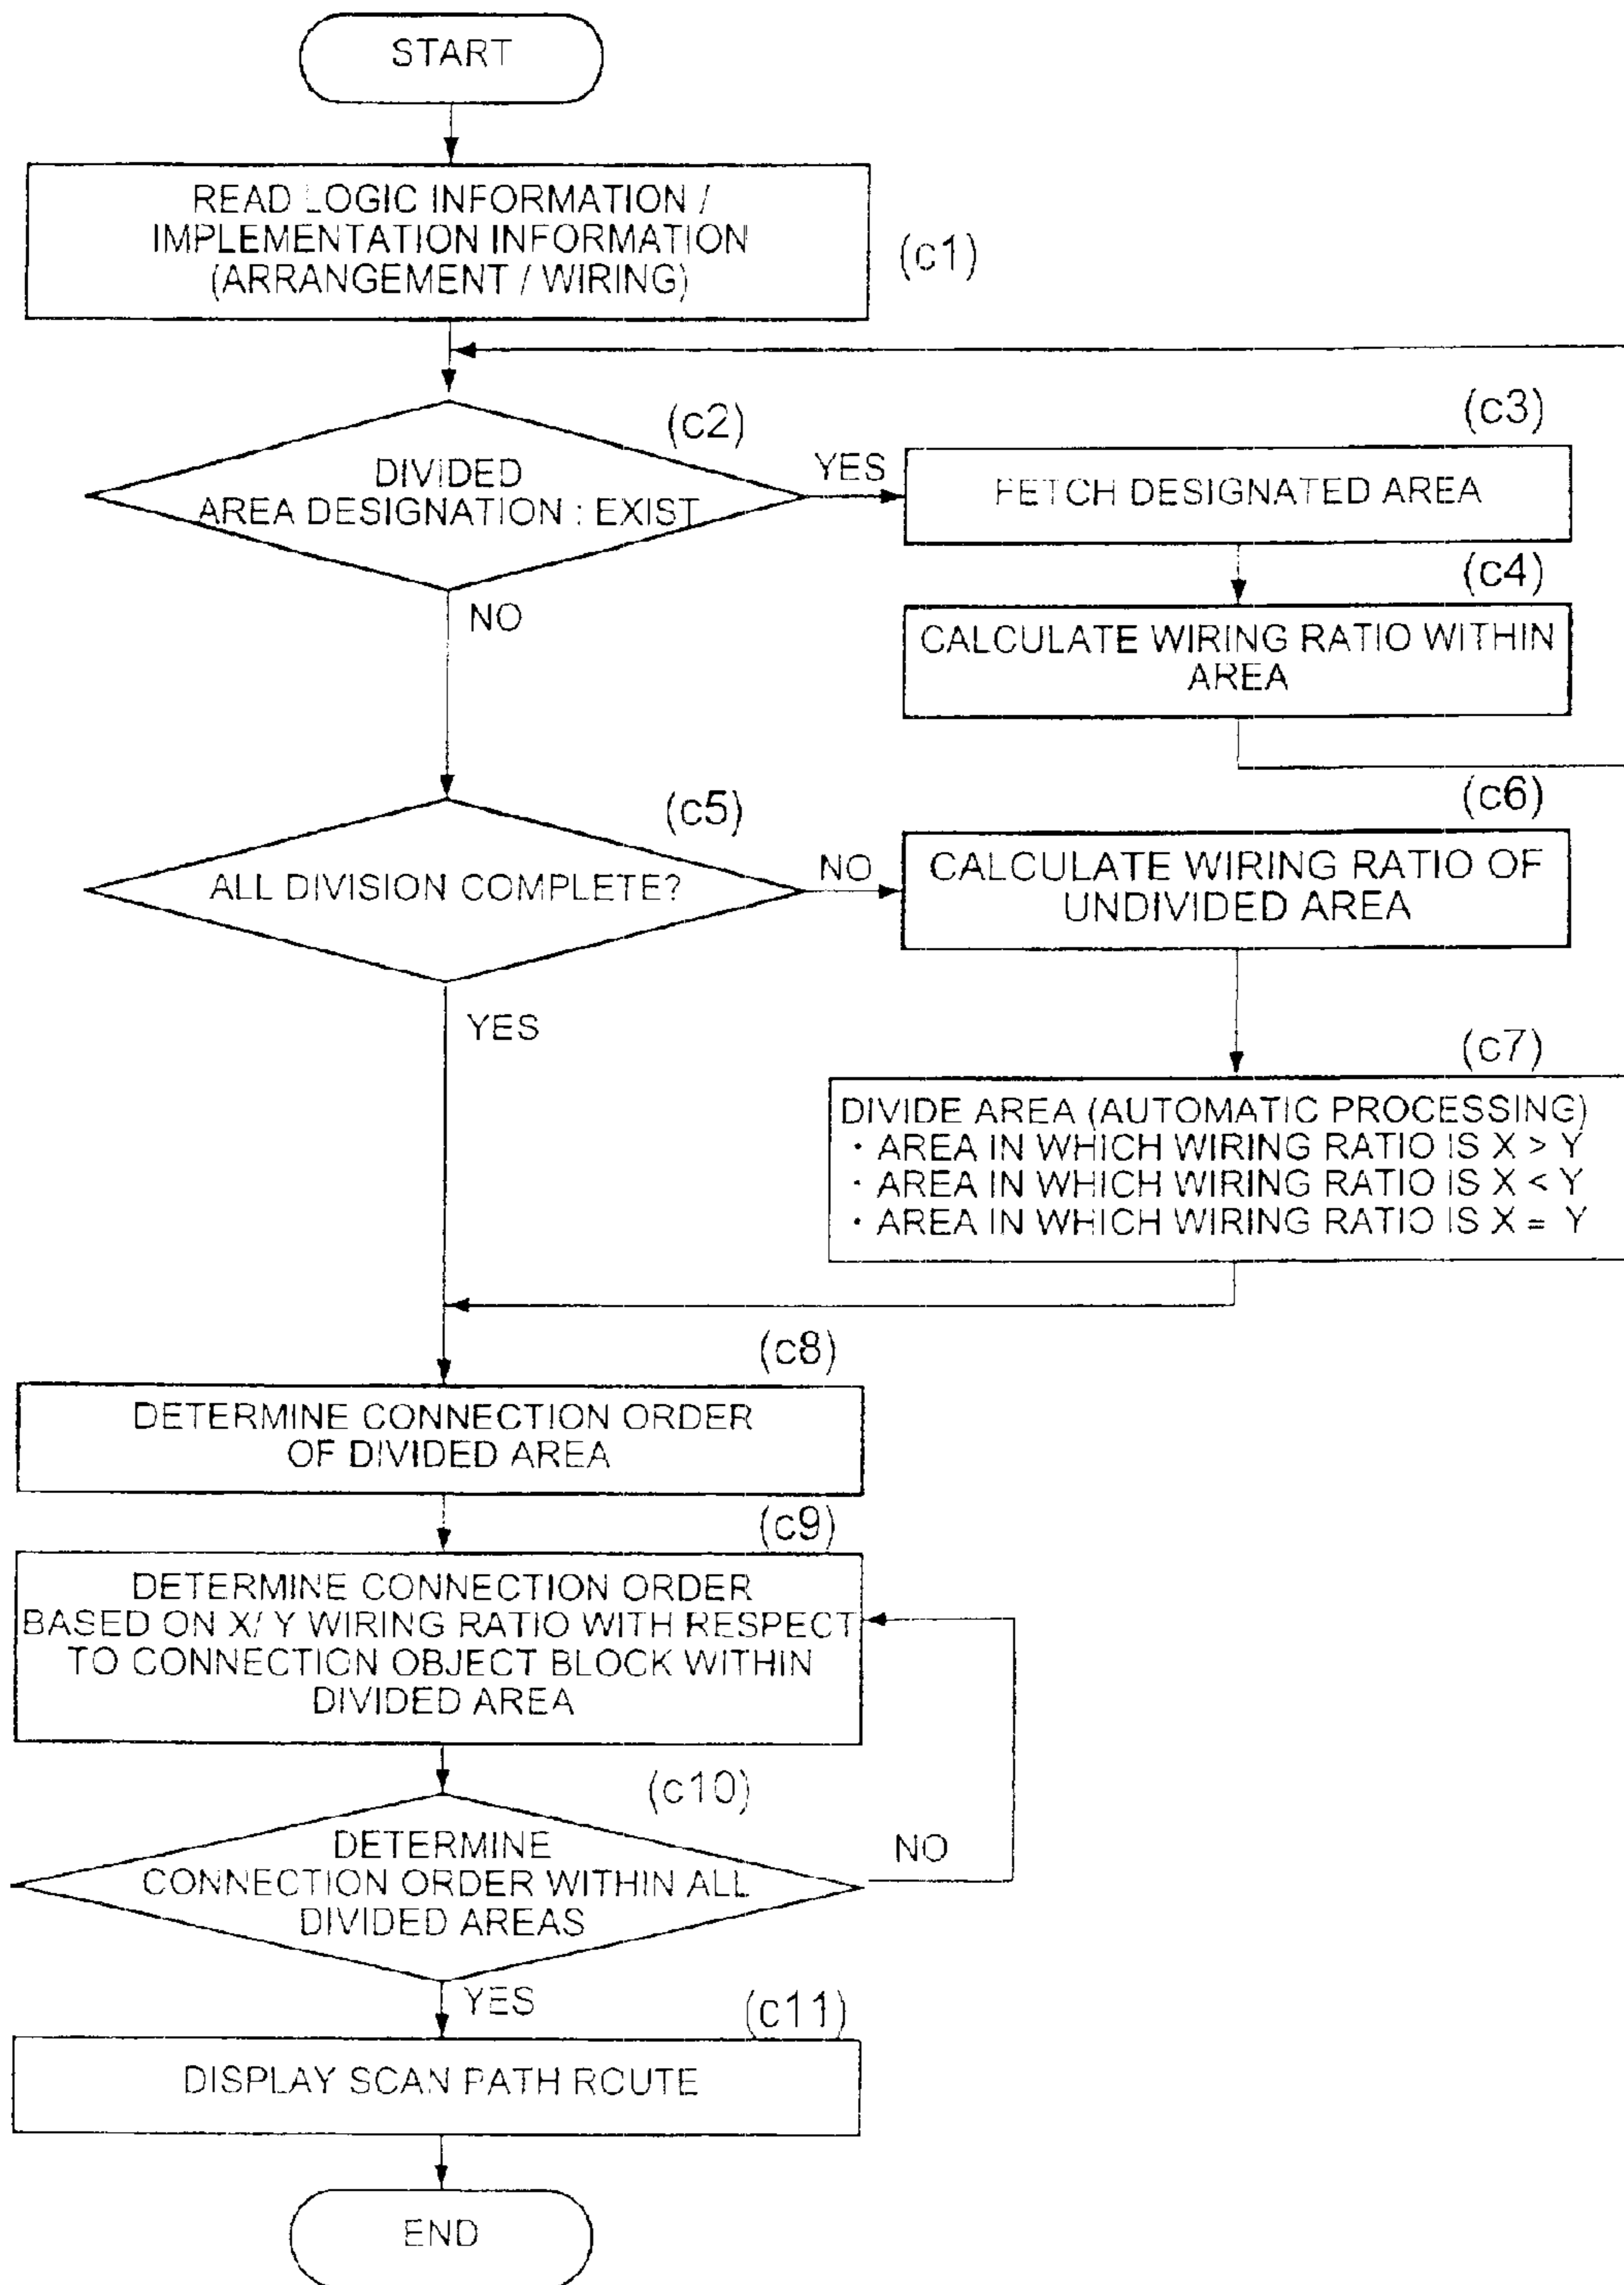 START
READ LOGIC INFORMATION /
IMPLEMENTATION INFORMATION
(ARRANGEMENT / WIRING)
(c1)
(c2)
DIVIDED
AREA DESIGNATION : EXIST
YES
NO
(c3)
FETCH DESIGNATED AREA
(c4)
CALCULATE WIRING RATIO WITHIN
AREA
(c5)
ALL DIVISION COMPLETE?
NO
YES
(c6)
CALCULATE WIRING RATIO OF
UNDIVIDED AREA
(c7)
DIVIDE AREA (AUTOMATIC PROCESSING)
・AREA IN WHICH WIRING RATIO IS X > Y
・AREA IN WHICH WIRING RATIO IS X < Y
・AREA IN WHICH WIRING RATIO IS X = Y
(c8)
DETERMINE CONNECTION ORDER
OF DIVIDED AREA
(c9)
DETERMINE CONNECTION ORDER
BASED ON X/ Y WIRING RATIO WITH RESPECT
TO CONNECTION OBJECT BLOCK WITHIN
DIVIDED AREA
(c10)
DETERMINE
CONNECTION ORDER WITHIN ALL
DIVIDED AREAS
NO
YES
(c11)
DISPLAY SCAN PATH ROUTE
END